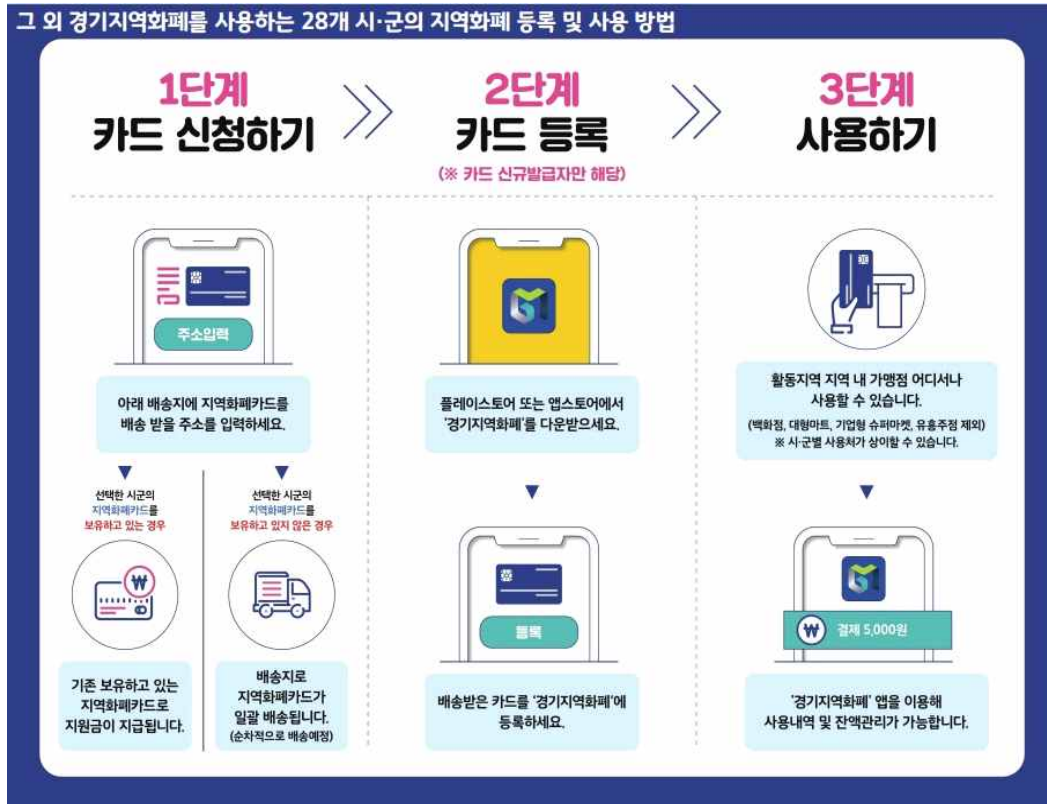 그 외 경기지역화폐를 사용하는 28개 시·군의 지역화폐 등록 및 사용 방법
1단계
카드 신청하기
2단계
카드 등록
(※ 카드 신규발급자만 해당)
3단계
사용하기
주소입력
아래 배송지에 지역화폐카드를
배송 받을 주소를 입력하세요.
선택한 시군의
지역화폐카드를
보유하고 있는 경우
기존 보유하고 있는
지역화폐카드로
지원금이 지급됩니다.
선택한 시군의
지역화폐카드를
보유하고 있지 않은 경우
배송지로
지역화폐카드가
일괄 배송됩니다.
(순차적으로 배송예정)
플레이스토어 또는 앱스토어에서
'경기지역화폐'를 다운받으세요.
등록
배송받은 카드를 '경기지역화폐'에
등록하세요.
활동지역 지역 내 가맹점 어디서나
사용할 수 있습니다.
(백화점, 대형마트, 기업형 슈퍼마켓, 유흥주점 제외)
※ 시·군별 사용처가 상이할 수 있습니다.
₩ 결제 5,000원
'경기지역화폐' 앱을 이용해
사용내역 및 잔액관리가 가능합니다.